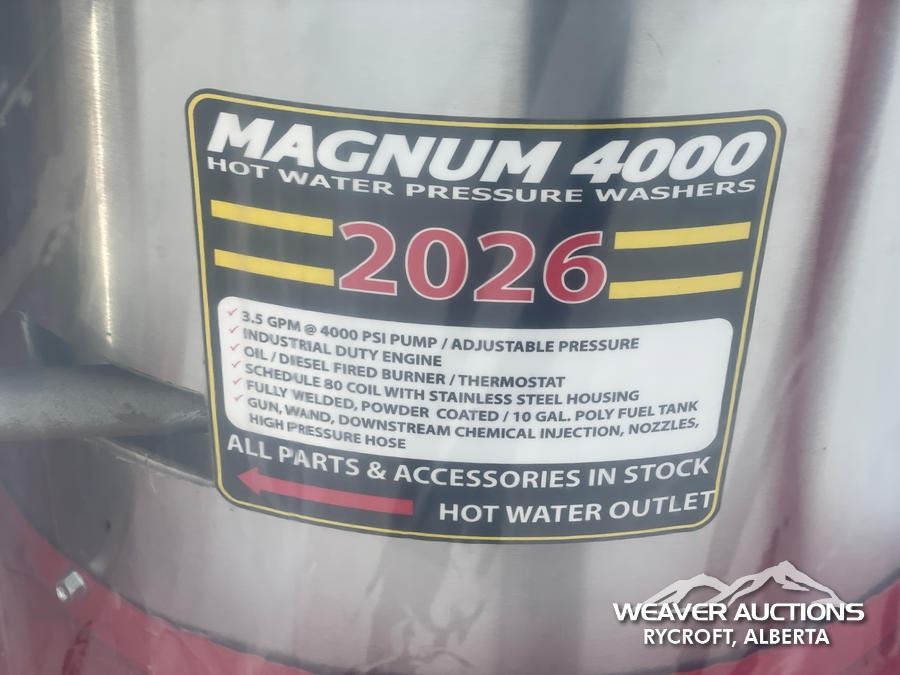 MAGNUM 4000
HOT WATER PRESSURE WASHERS
2026
✓ 3.5 GPM @ 4000 PSI PUMP / ADJUSTABLE PRESSURE
✓ INDUSTRIAL DUTY ENGINE
✓ OIL / DIESEL FIRED BURNER / THERMOSTAT
✓ SCHEDULE 80 COIL WITH STAINLESS STEEL HOUSING
✓ FULLY WELDED, POWDER COATED / 10 GAL. POLY FUEL TANK
✓ GUN, WAND, DOWNSTREAM CHEMICAL INJECTION, NOZZLES,
HIGH PRESSURE HOSE
ALL PARTS & ACCESSORIES IN STOCK
HOT WATER OUTLET
WEAVER AUCTIONS
RYCROFT, ALBERTA